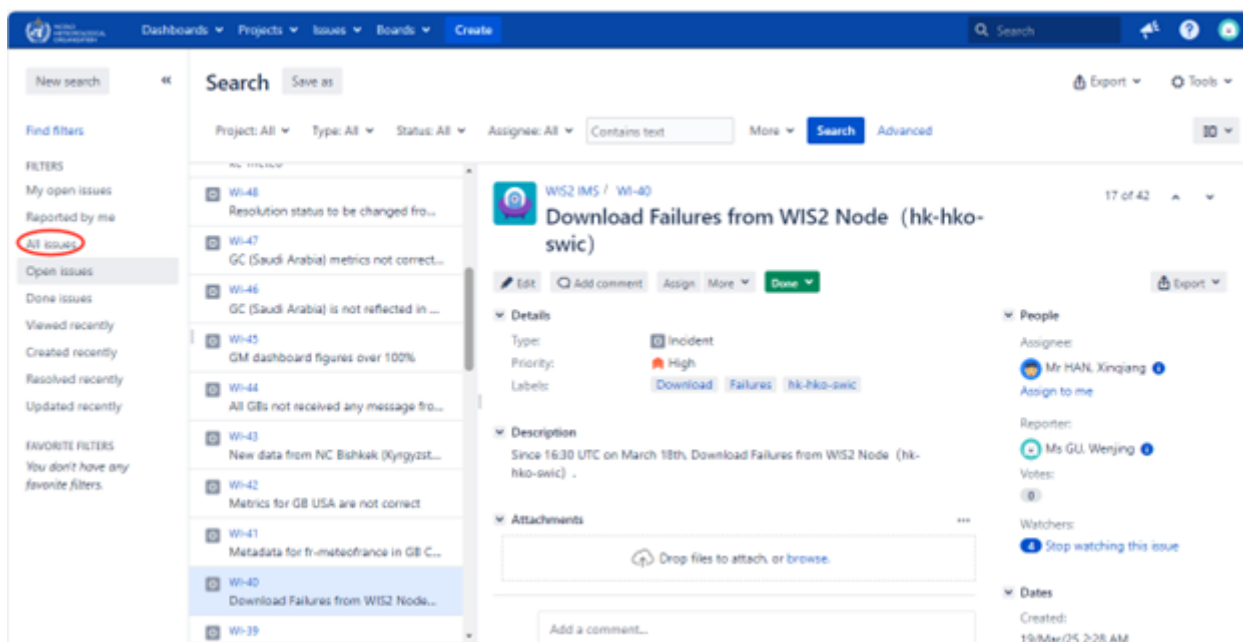 WORLD
METEOROLOGICAL
ORGANIZATION
Dashboards Projects Issues Boards Create
Search
New search
Find filters
FILTERS
My open issues
Reported by me
All issues
Open issues
Done issues
Viewed recently
Created recently
Resolved recently
Updated recently
FAVORITE FILTERS
You don't have any
favorite filters.
Search Save as
Export Tools
Project: All Type: All Status: All Assignee: All Contains text More Search Advanced
WI-48
Resolution status to be changed fro...
WI-47
GC (Saudi Arabia) metrics not correct...
WI-46
GC (Saudi Arabia) is not reflected in ...
WI-45
GM dashboard figures over 100%
WI-44
All GBs not received any message fro...
WI-43
New data from NC Bishkek (Kyrgyzst...
WI-42
Metrics for GB USA are not correct
WI-41
Metadata for fr-meteofrance in GB C...
WI-40
Download Failures from WIS2 Node...
WI-39
WIS2 IMS / WI-40
17 of 42
Download Failures from WIS2 Node（hk-hko-
swic）
Edit Add comment Assign More Done
Export
Details
Type: Incident
Priority: High
Labels: Download Failures hk-hko-swic
Description
Since 16:30 UTC on March 18th, Download Failures from WIS2 Node（hk-
hko-swic）.
Attachments
...
Drop files to attach, or browse.
Add a comment...
People
Assignee:
Mr HAN, Xinqiang
Assign to me
Reporter:
Ms GU, Wenjing
Votes:
0
Watchers:
4 Stop watching this issue
Dates
Created:
19/Mar/25 2:28 AM